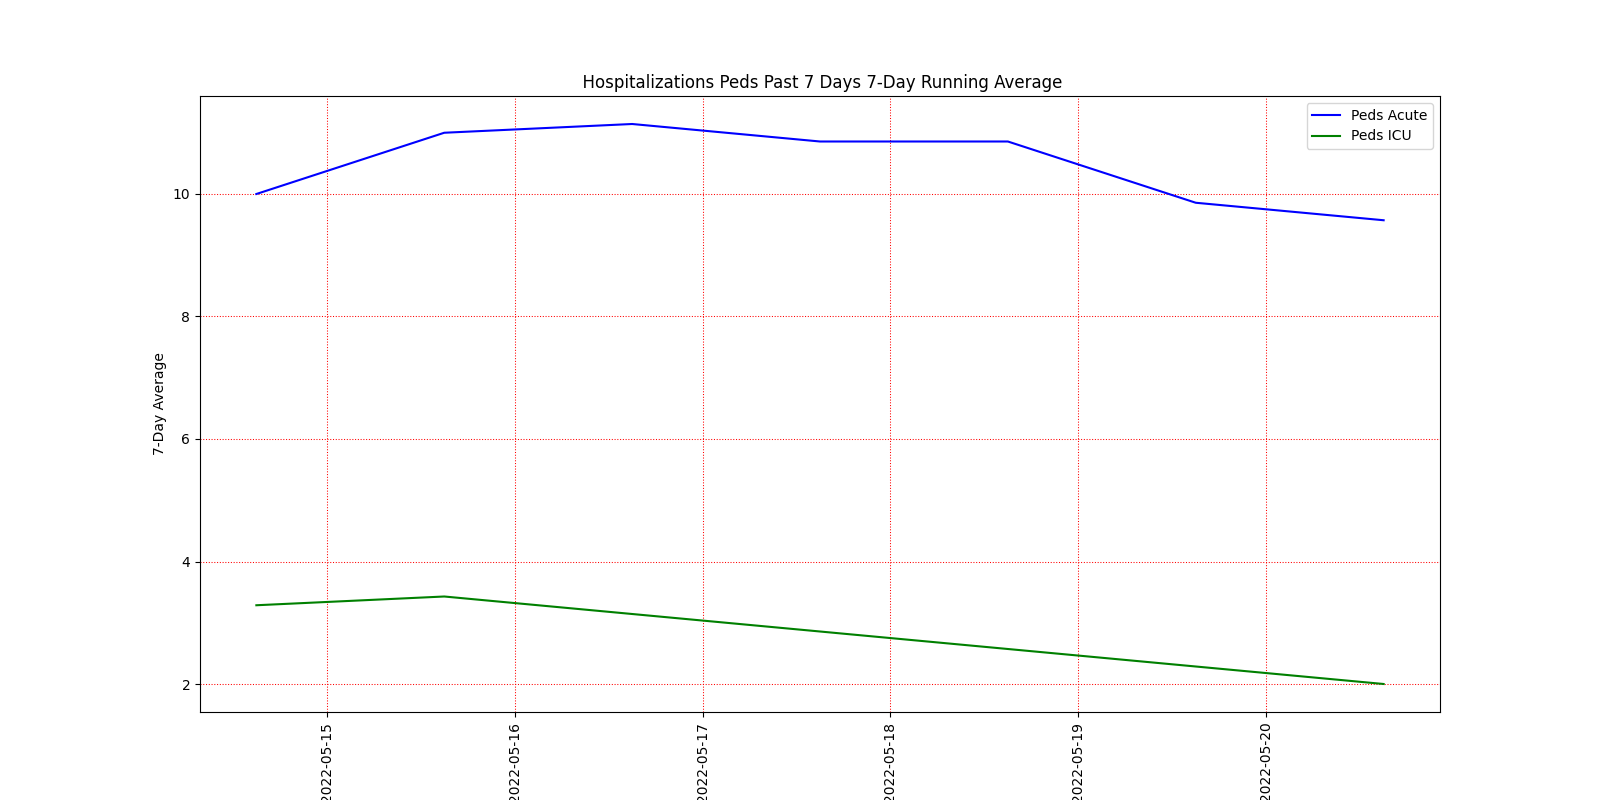 Hospitalizations Peds Past 7 Days 7-Day Running Average
Peds Acute
Peds ICU
7-Day Average
10
8
6
4
2
2022-05-15
2022-05-16
2022-05-17
2022-05-18
2022-05-19
2022-05-20